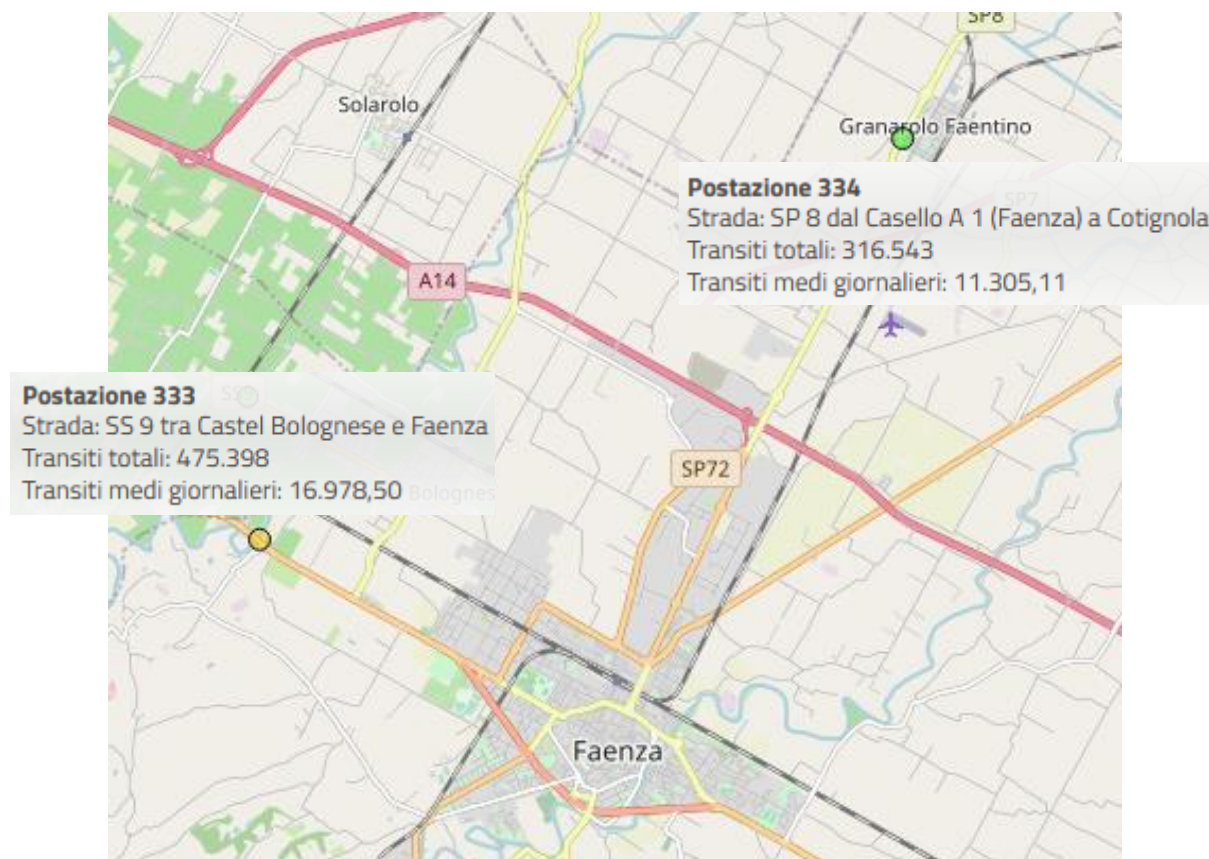 SP8
Solarolo
Granarolo Faentino
Postazione 334
Strada: SP 8 dal Casello A 1 (Faenza) a Cotignola
Transiti totali: 316.543
Transiti medi giornalieri: 11.305,11
SP7
A14
Postazione 333
Strada: SS 9 tra Castel Bolognese e Faenza
Transiti totali: 475.398
Transiti medi giornalieri: 16.978,50
Bolognes
SP72
Faenza